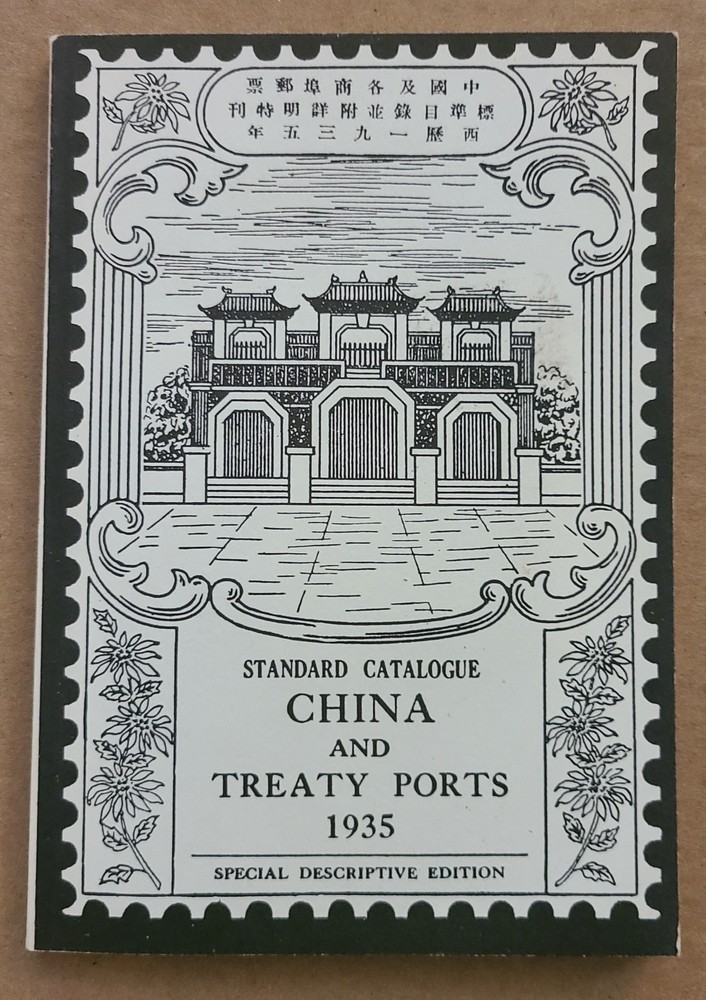 中國及各商埠郵票
標準目錄並附詳明特刊
西歷一九三五年
STANDARD CATALOGUE
CHINA
AND
TREATY PORTS
1935
SPECIAL DESCRIPTIVE EDITION